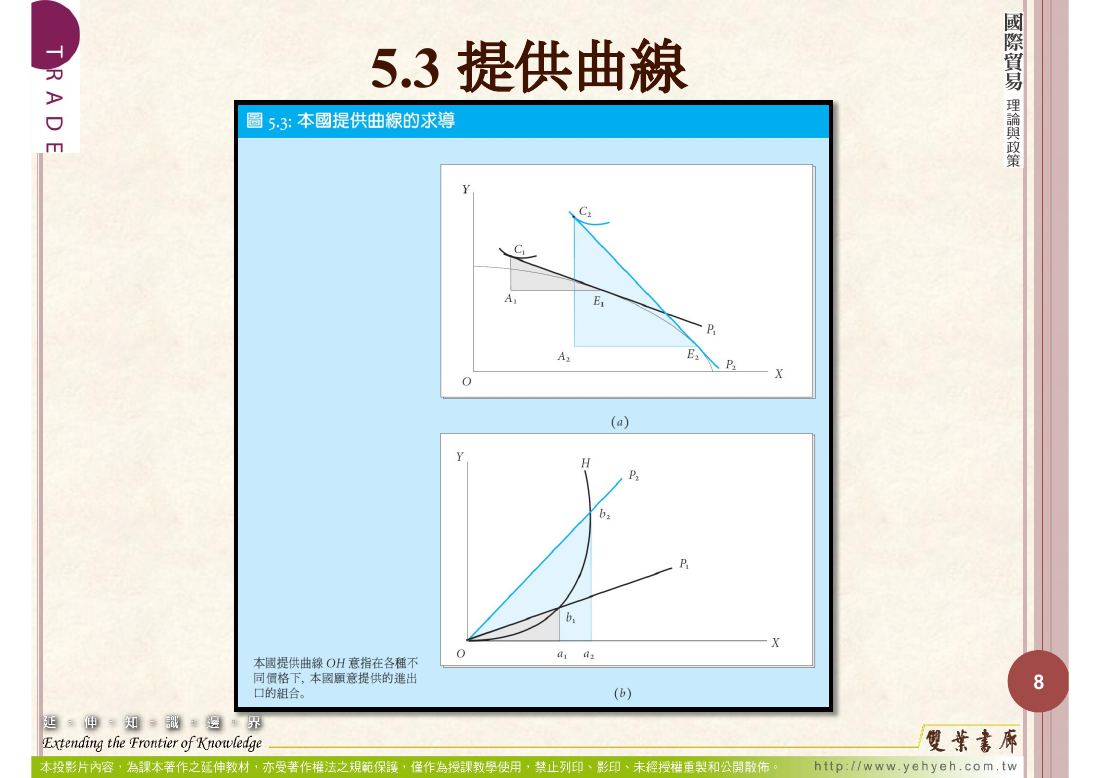 TRADE
5.3 提供曲線
國際貿易 理論與政策
圖 5.3: 本國提供曲線的求導
Y
C₂
C₁
A₁
E₁
P₁
A₂
E₂
P₂
O
X
(a)
Y
H
P₂
b₂
P₁
b₁
X
O
a₁ a₂
(b)
本國提供曲線 OH 意指在各種不
同價格下, 本國願意提供的進出
口的組合。
8
延・伸・知・識・邊・界
Extending the Frontier of Knowledge
雙葉書廊
本投影片內容，為課本著作之延伸教材，亦受著作權法之規範保護，僅作為授課教學使用，禁止列印、影印、未經授權重製和公開散佈。
http://www.yehyeh.com.tw